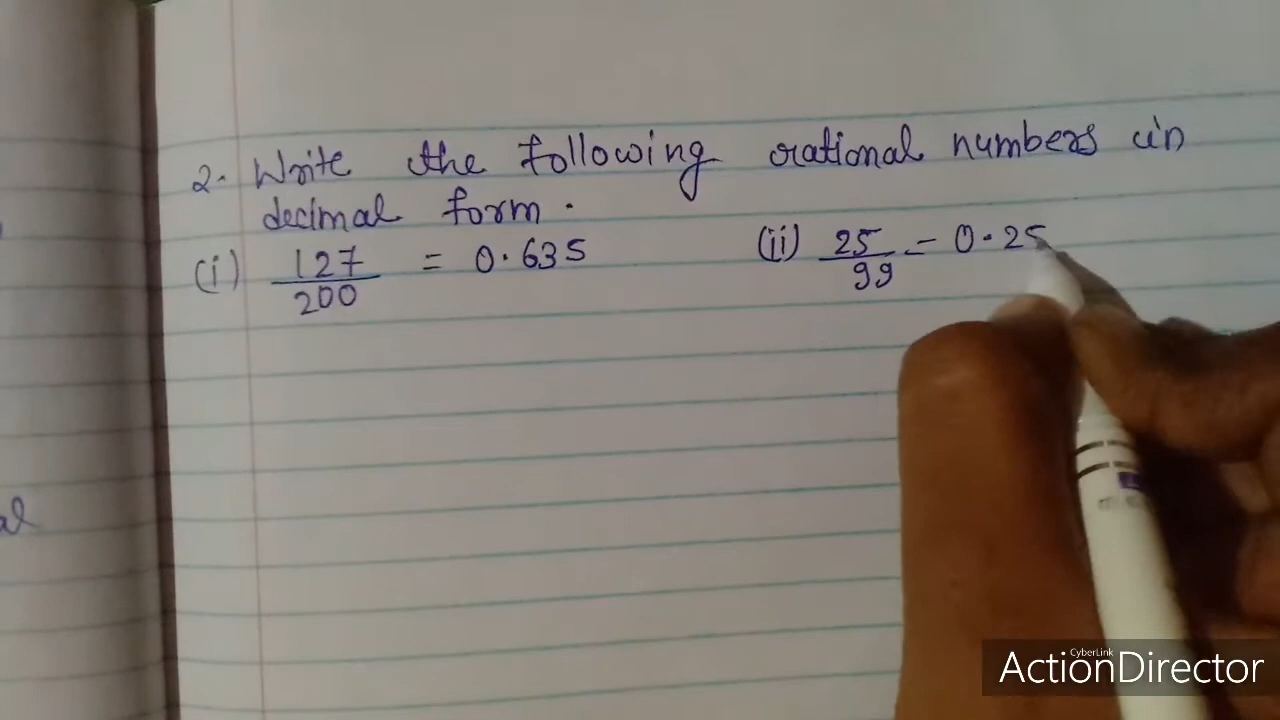 2. Write the following rational numbers in
decimal form.
(i) 127/200 = 0.635 (ii) 25/99 = 0.25
CyberLink
ActionDirector